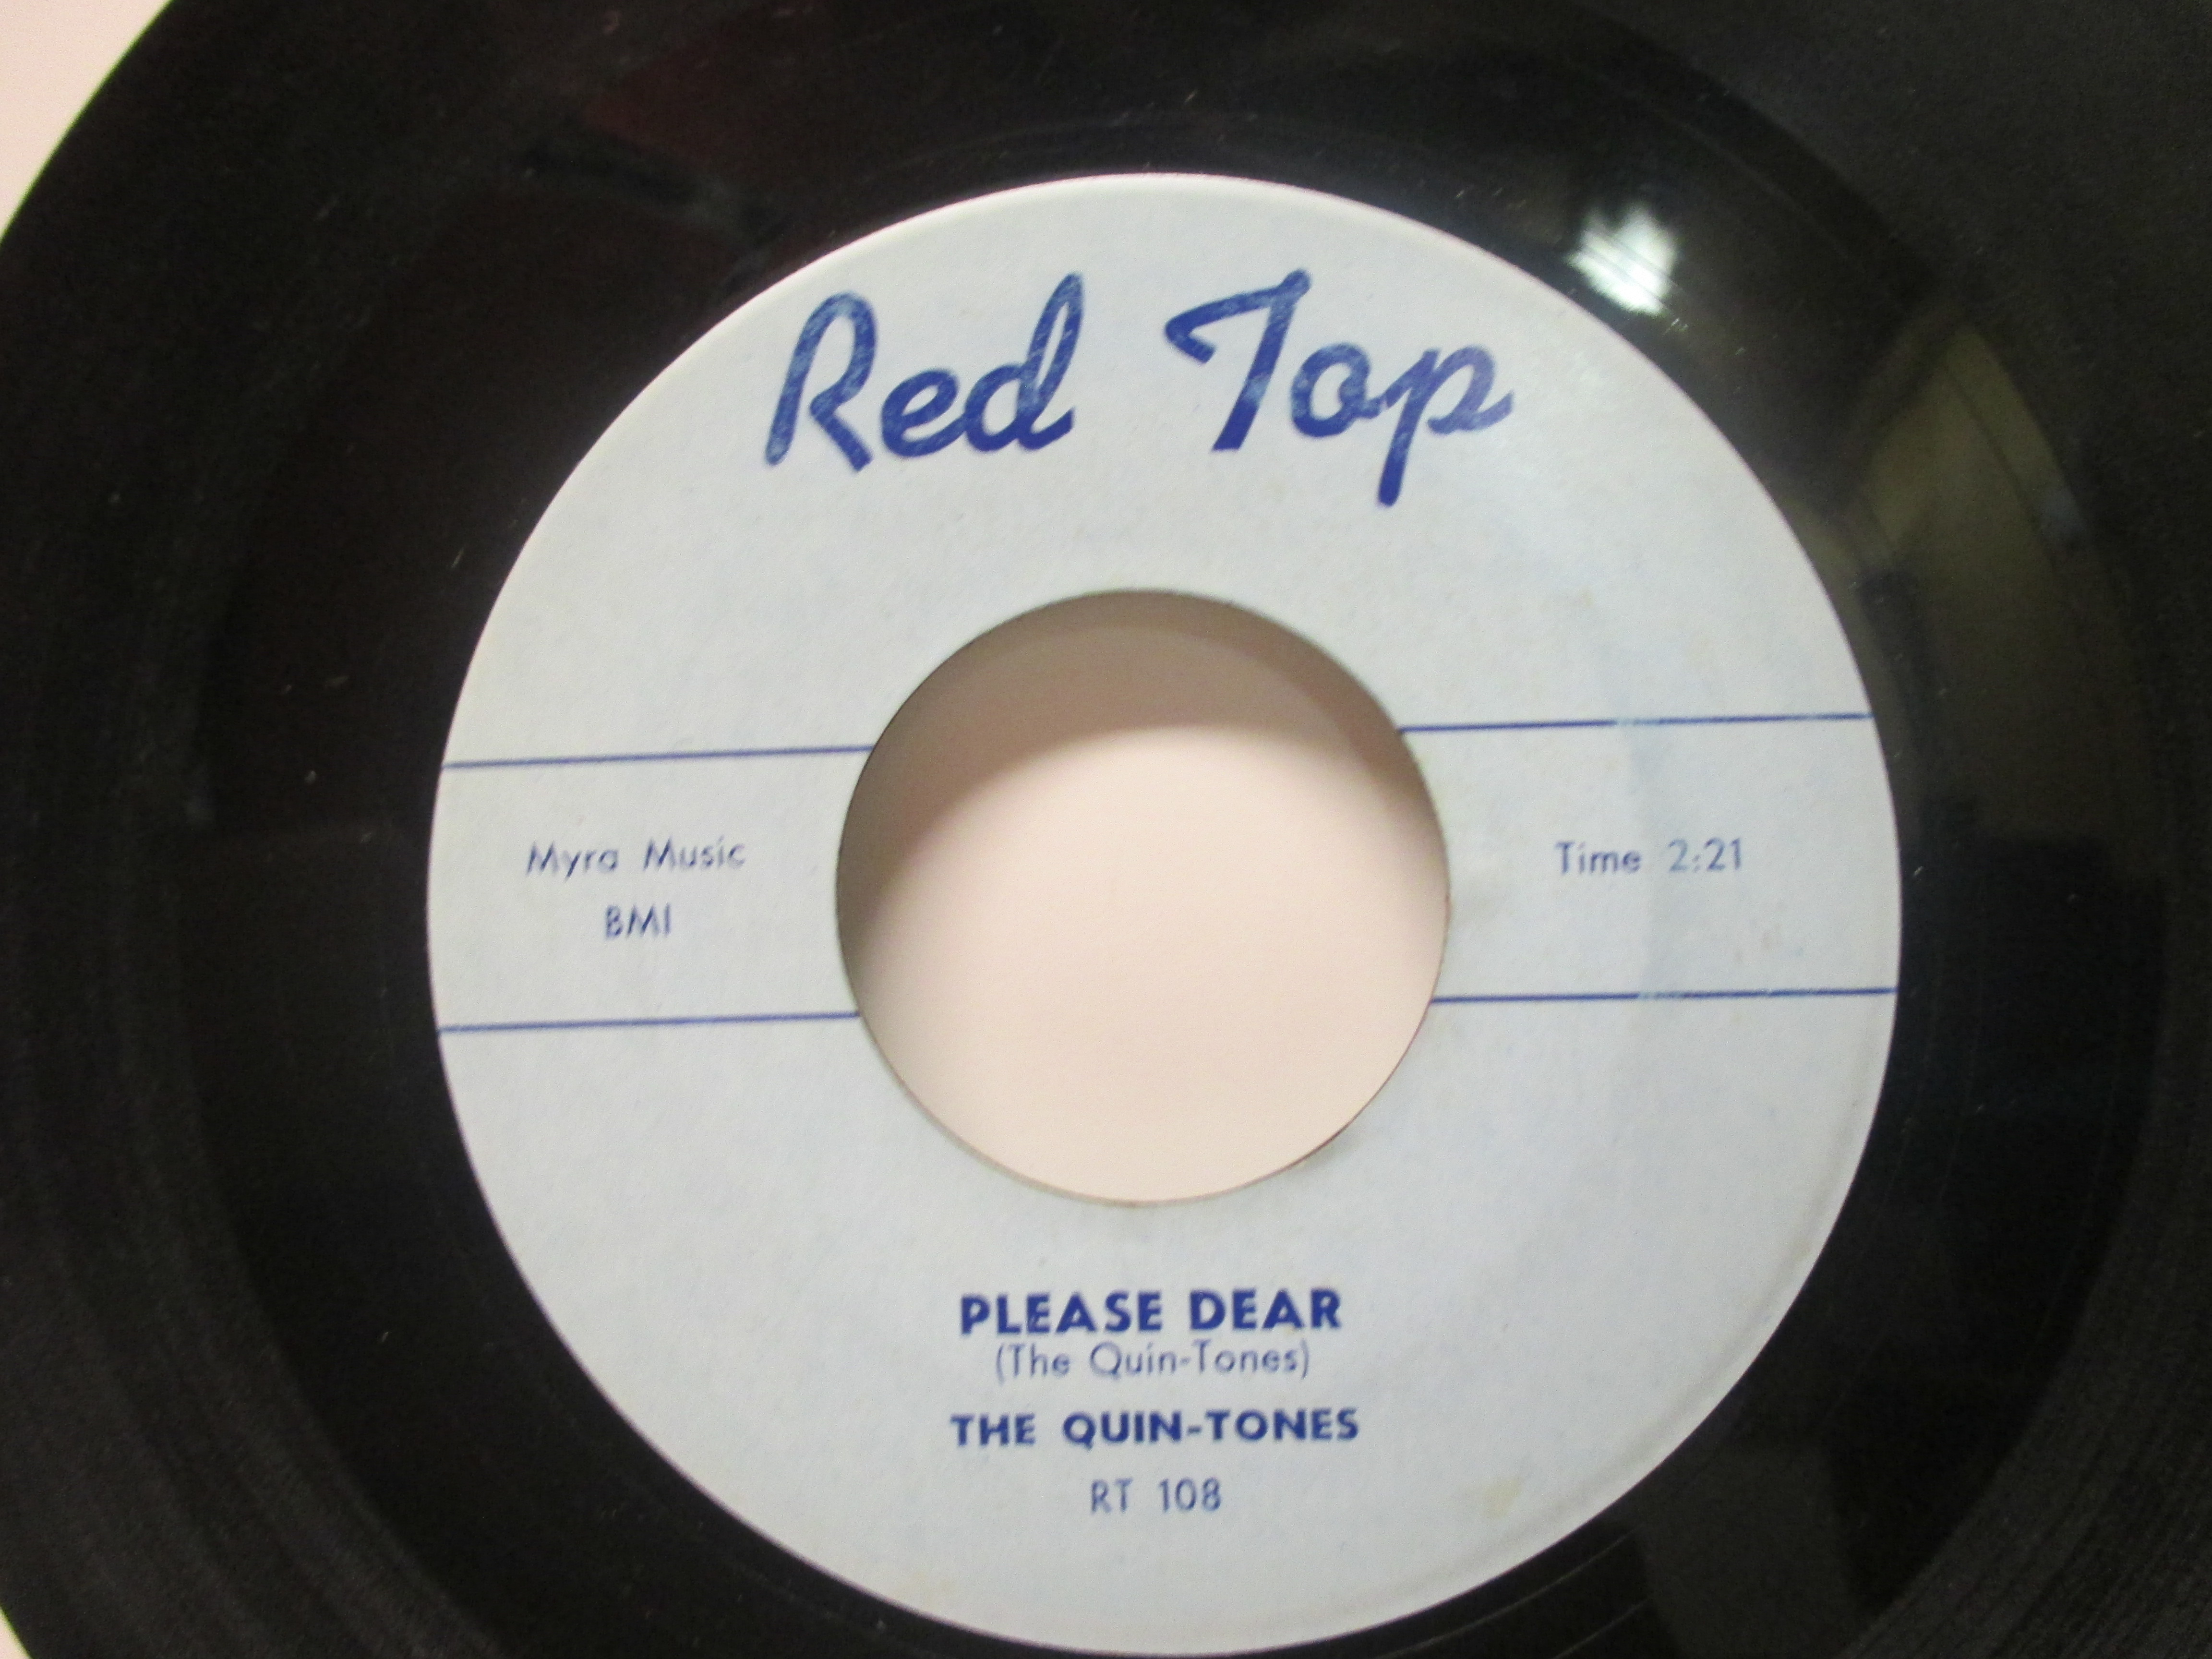 Red Top
Myra Music
BMI
Time 2:21
PLEASE DEAR
(The Quin-Tones)
THE QUIN-TONES
RT 108